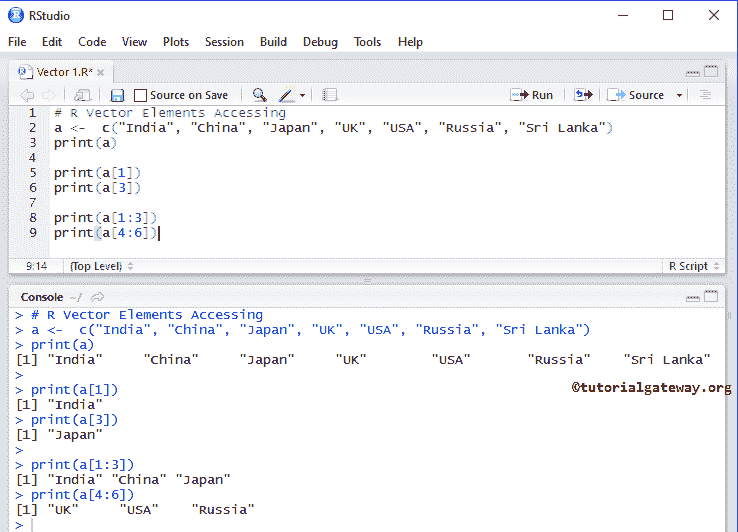 RStudio
File Edit Code View Plots Session Build Debug Tools Help
Vector 1.R*
Source on Save Run Source
1 # R Vector Elements Accessing
2 a <-  c("India", "China", "Japan", "UK", "USA", "Russia", "Sri Lanka")
3 print(a)
4
5 print(a[1])
6 print(a[3])
7
8 print(a[1:3])
9 print(a[4:6])
9:14 (Top Level) R Script
Console ~/
> # R Vector Elements Accessing
> a <-  c("India", "China", "Japan", "UK", "USA", "Russia", "Sri Lanka")
> print(a)
[1] "India"     "China"     "Japan"     "UK"        "USA"       "Russia"    "Sri Lanka"
>
> print(a[1])
[1] "India"
©tutorialgateway.org
> print(a[3])
[1] "Japan"
>
> print(a[1:3])
[1] "India" "China" "Japan"
> print(a[4:6])
[1] "UK"     "USA"    "Russia"
>